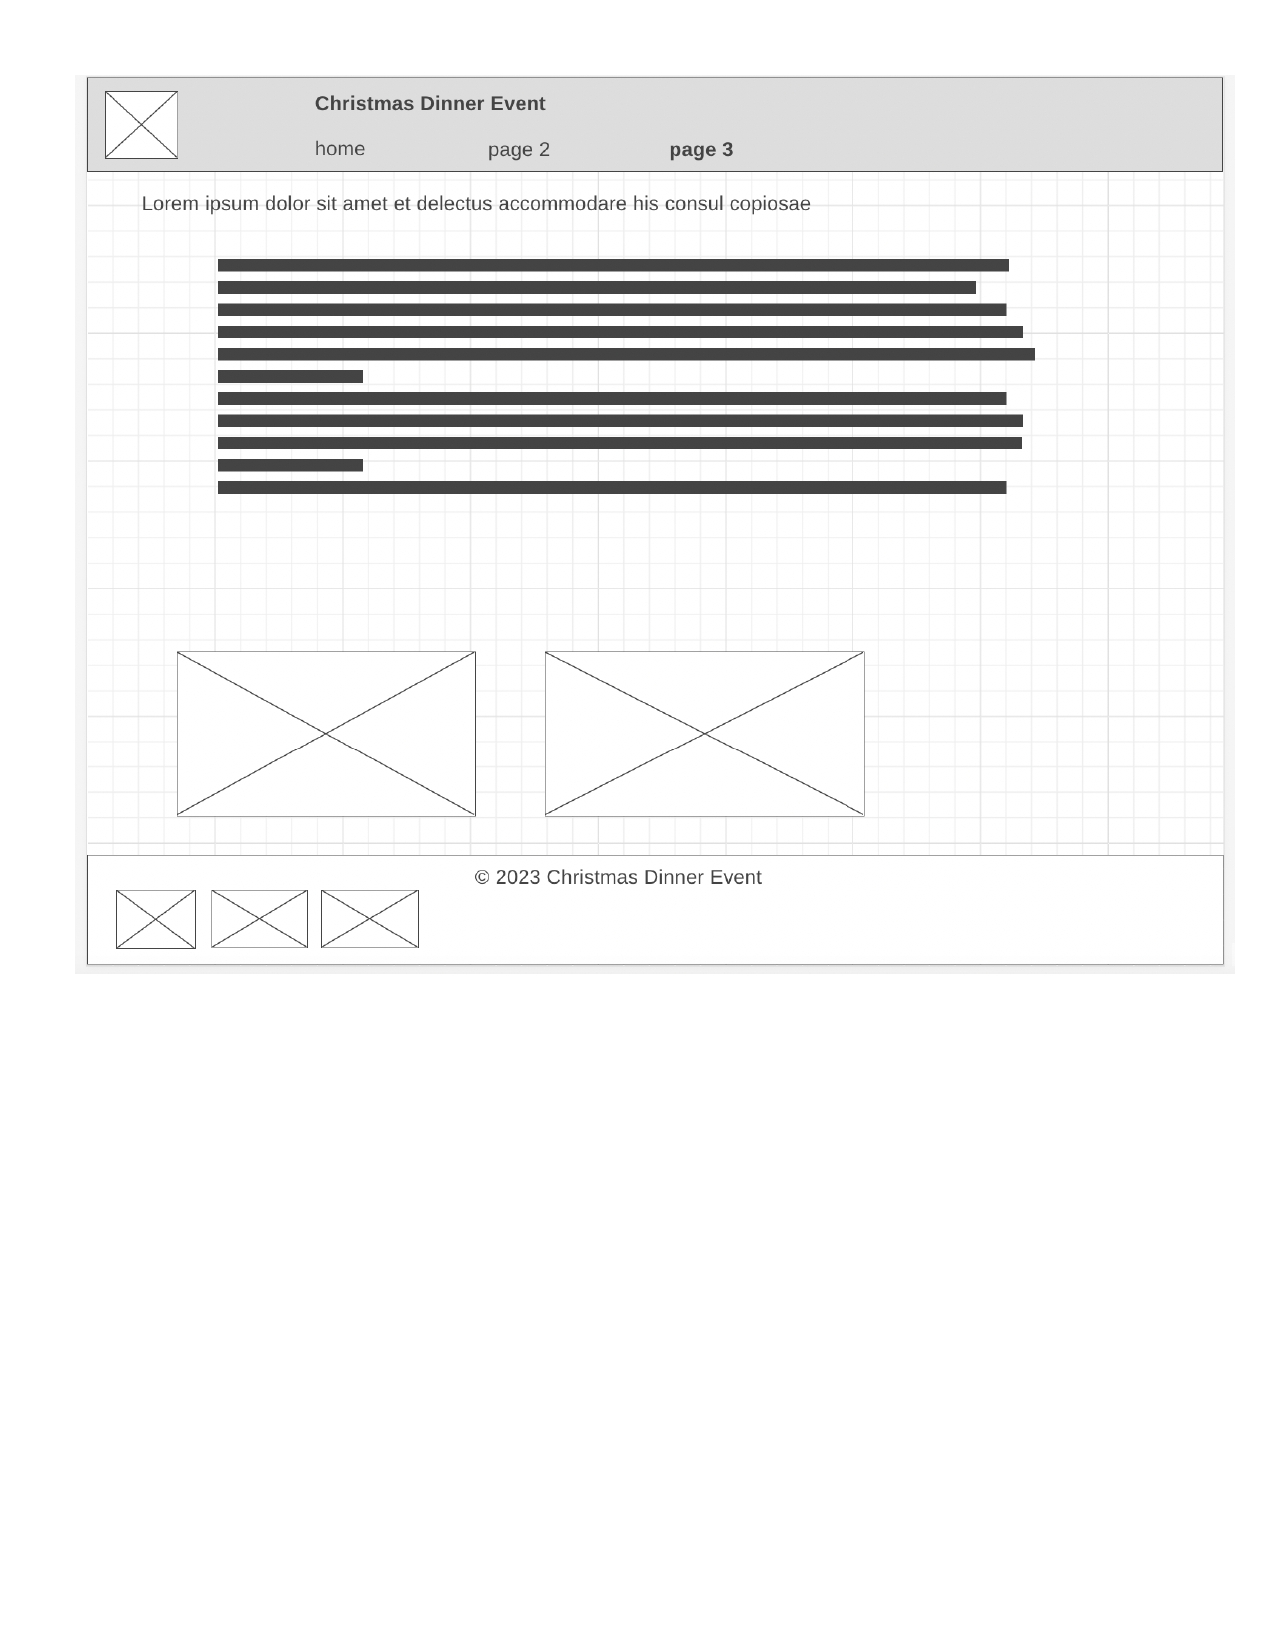 Christmas Dinner Event
home page 2 page 3
Lorem ipsum dolor sit amet et delectus accommodare his consul copiosae
© 2023 Christmas Dinner Event